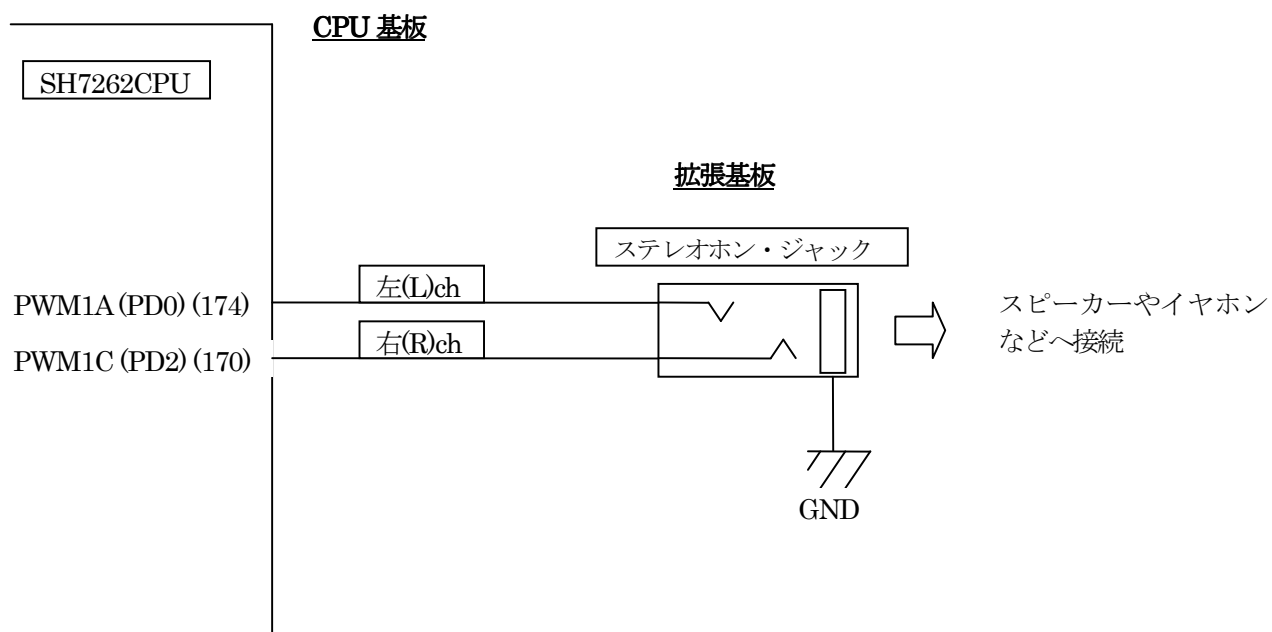 CPU 基板
SH7262CPU
拡張基板
ステレオホン・ジャック
左(L)ch
PWM1A (PD0) (174)
右(R)ch
PWM1C (PD2) (170)
スピーカーやイヤホン
などへ接続
GND